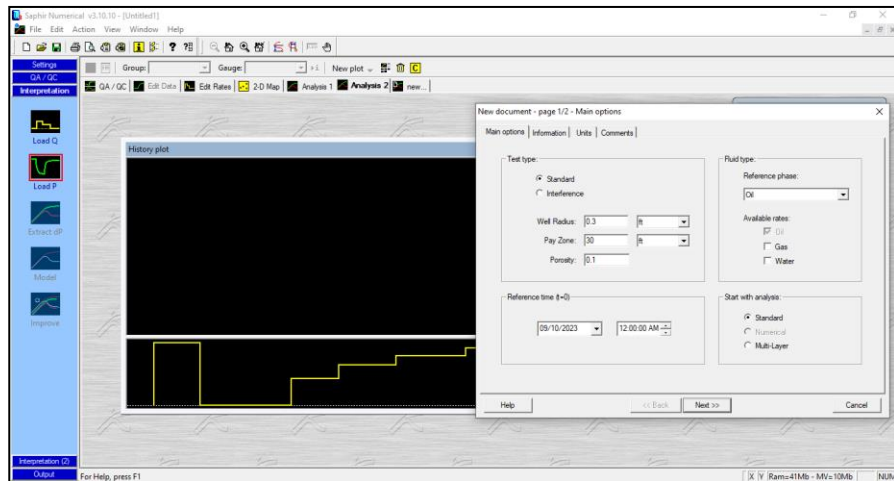 Saphir Numerical v3.10.10 - [Untitled1]
File Edit Action View Window Help
Settings
QA / QC
Interpretation
Load Q
Load P
Extract dP
Model
Improve
Interpretation (2)
Output
Group: Gauge: New plot
QA / QC Edit Data Edit Rates 2-D Map Analysis 1 Analysis 2 new...
History plot
New document - page 1/2 - Main options
Main options Information Units Comments
Test type:
Standard
Interference
Well Radius: 0.3 ft
Pay Zone: 30 ft
Porosity: 0.1
Fluid type:
Reference phase:
Oil
Available rates:
Oil
Gas
Water
Reference time (t=0)
09/10/2023 12:00:00 AM
Start with analysis:
Standard
Numerical
Multi-Layer
Help << Back Next >> Cancel
For Help, press F1
X Y Ram=41Mb - MV=10Mb NUM